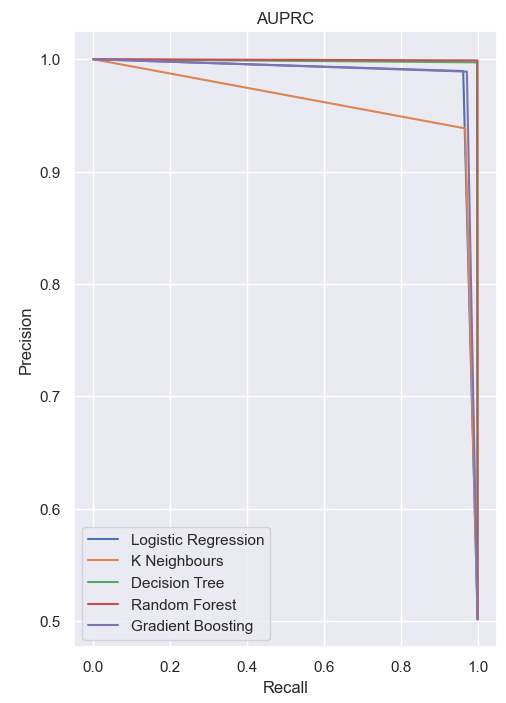 AUPRC
1.0
0.9
0.8
0.7
0.6
0.5
Precision
Logistic Regression
K Neighbours
Decision Tree
Random Forest
Gradient Boosting
0.0 0.2 0.4 0.6 0.8 1.0
Recall